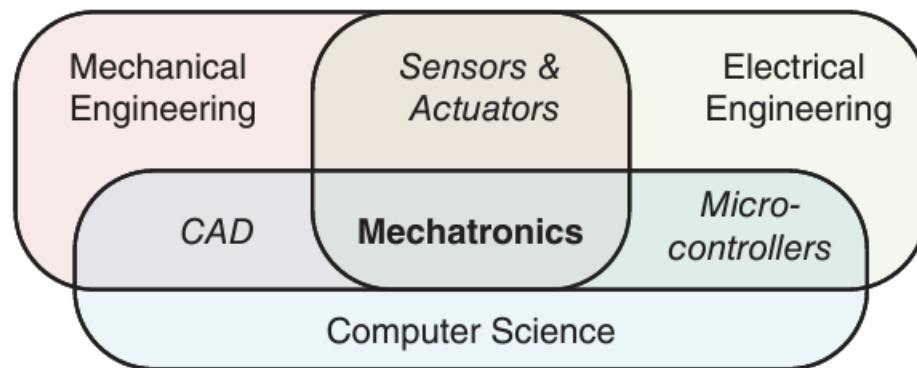 Mechanical
Engineering
Sensors &
Actuators
Electrical
Engineering
CAD
Mechatronics
Micro-
controllers
Computer Science